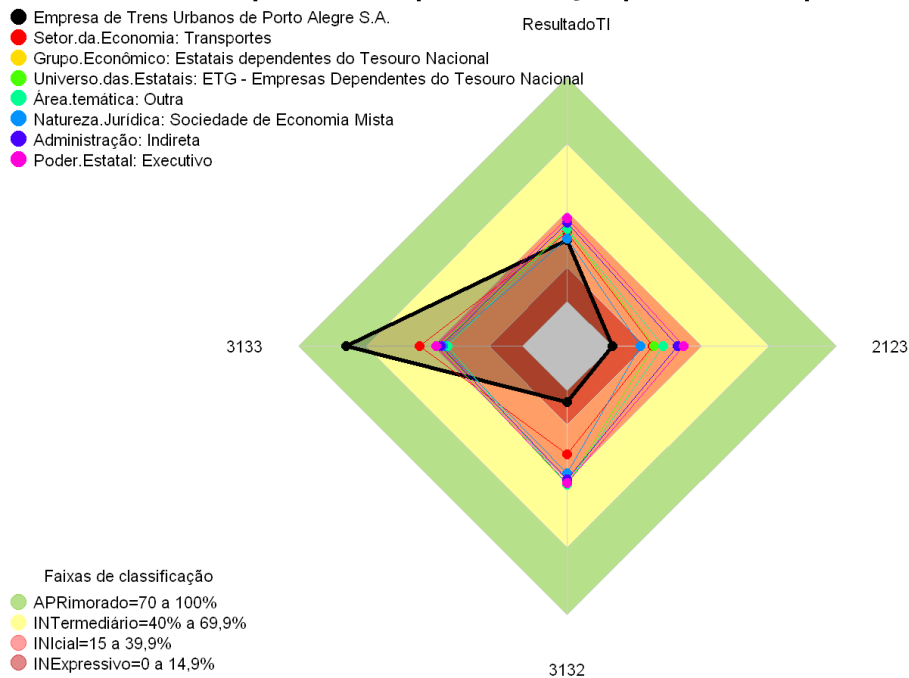 Empresa de Trens Urbanos de Porto Alegre S.A.
Setor.da.Economia: Transportes
Grupo.Econômico: Estatais dependentes do Tesouro Nacional
Universo.das.Estatais: ETG - Empresas Dependentes do Tesouro Nacional
Área.temática: Outra
Natureza.Jurídica: Sociedade de Economia Mista
Administração: Indireta
Poder.Estatal: Executivo
ResultadoTI
3133
2123
3132
Faixas de classificação
APRimorado=70 a 100%
INTermediário=40% a 69,9%
INIcial=15 a 39,9%
INExpressivo=0 a 14,9%